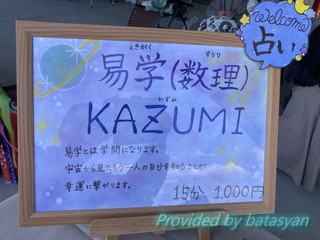 Welcome
占い
えきがく すうり
易学(数理)
かずみ
KAZUMI
易学とは学問になります。
宇宙から見た 一人の自分を知ることが
幸運に繋がります。
15分 1,000円
Provided by batasyan